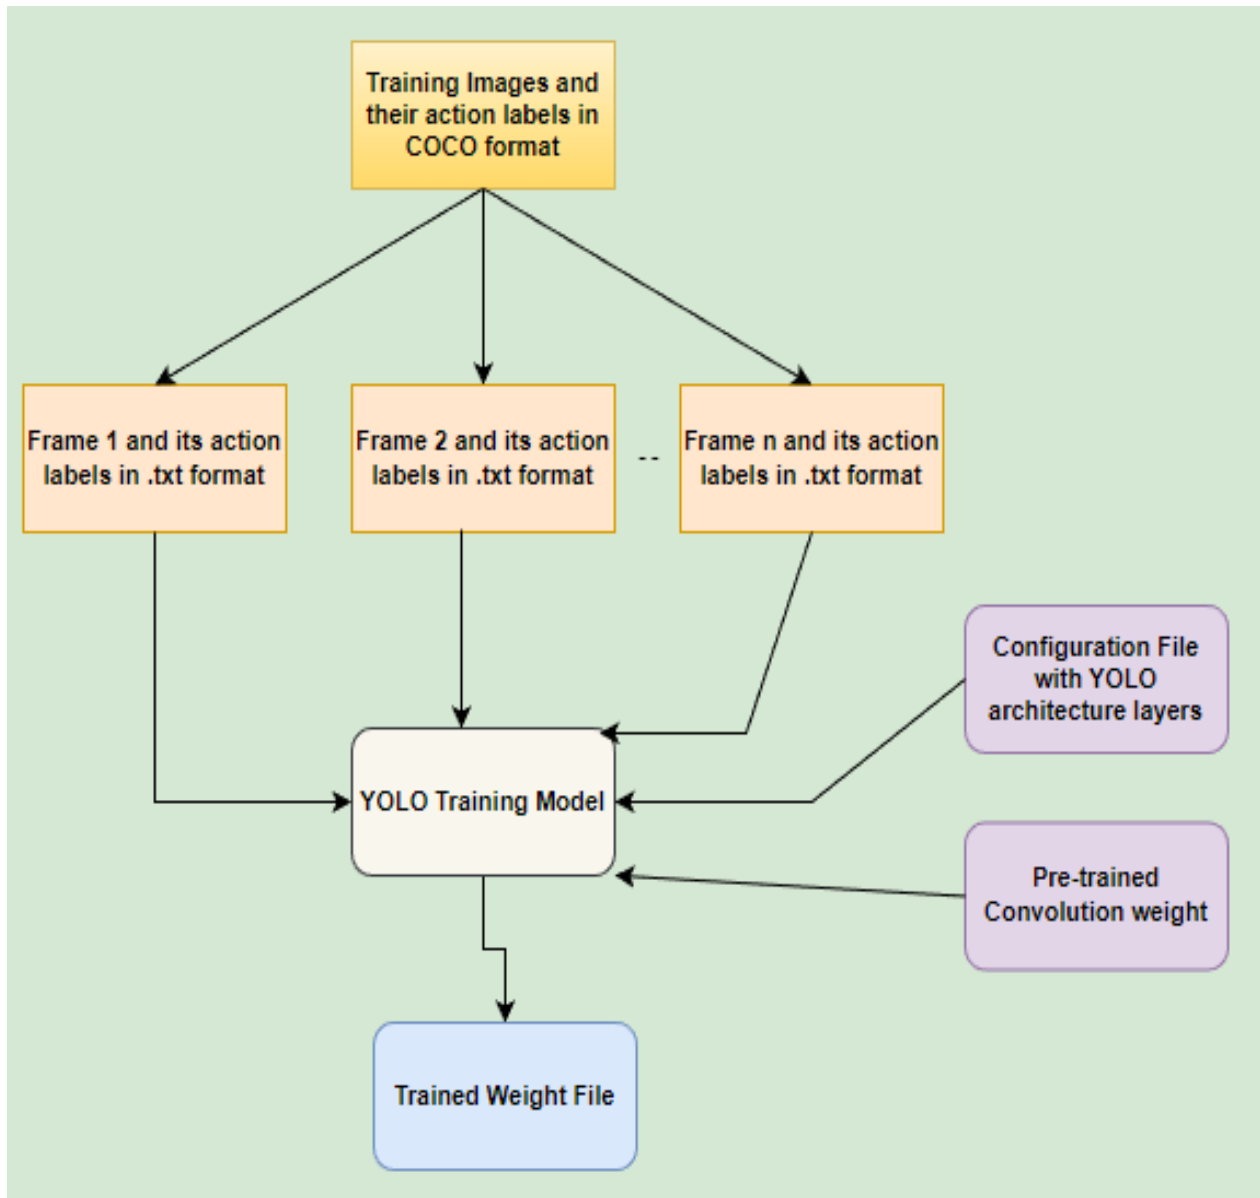 Training Images and
their action labels in
COCO format
Frame 1 and its action
labels in .txt format
Frame 2 and its action
labels in .txt format
--
Frame n and its action
labels in .txt format
Configuration File
with YOLO
architecture layers
YOLO Training Model
Pre-trained
Convolution weight
Trained Weight File